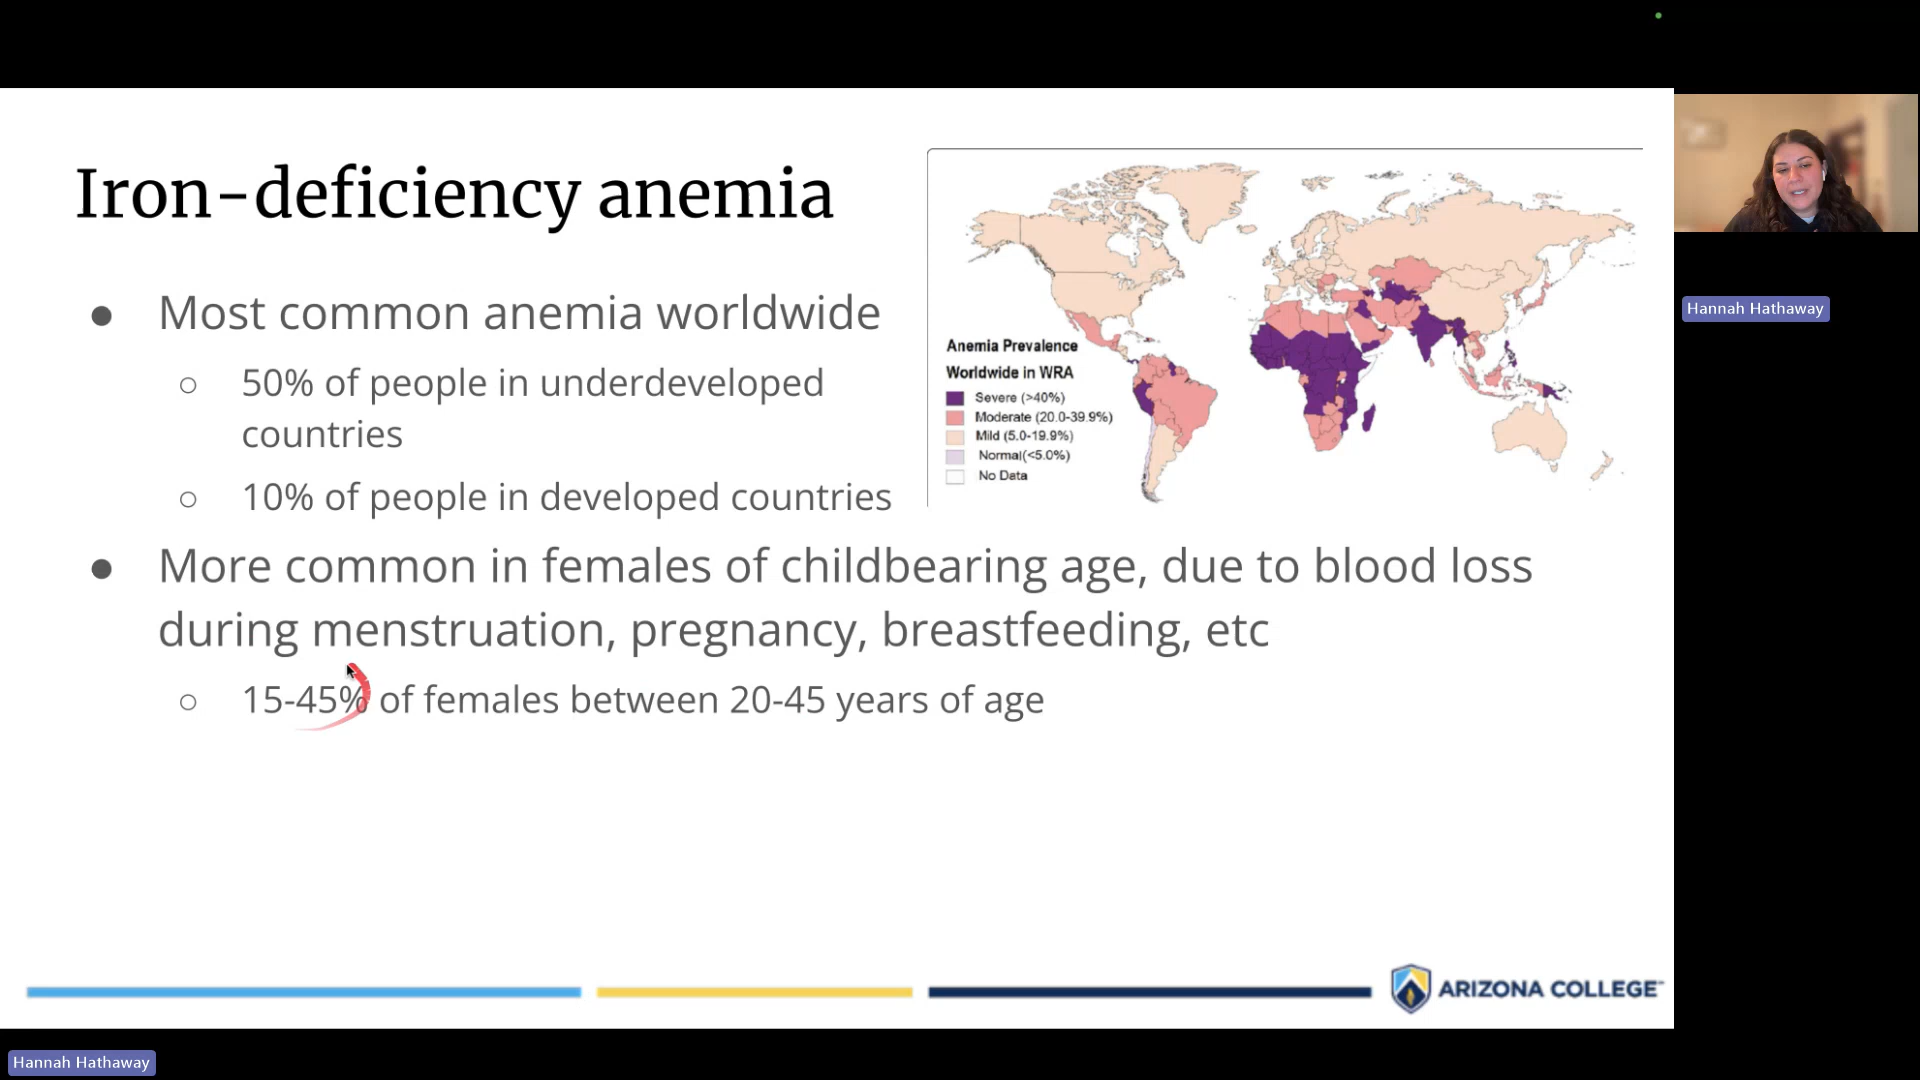 Iron-deficiency anemia
Most common anemia worldwide
50% of people in underdeveloped
countries
10% of people in developed countries
More common in females of childbearing age, due to blood loss
during menstruation, pregnancy, breastfeeding, etc
15-45% of females between 20-45 years of age
Anemia Prevalence
Worldwide in WRA
Severe (>40%)
Moderate (20.0-39.9%)
Mild (5.0-19.9%)
Normal(<5.0%)
No Data
ARIZONA COLLEGE
Hannah Hathaway
Hannah Hathaway